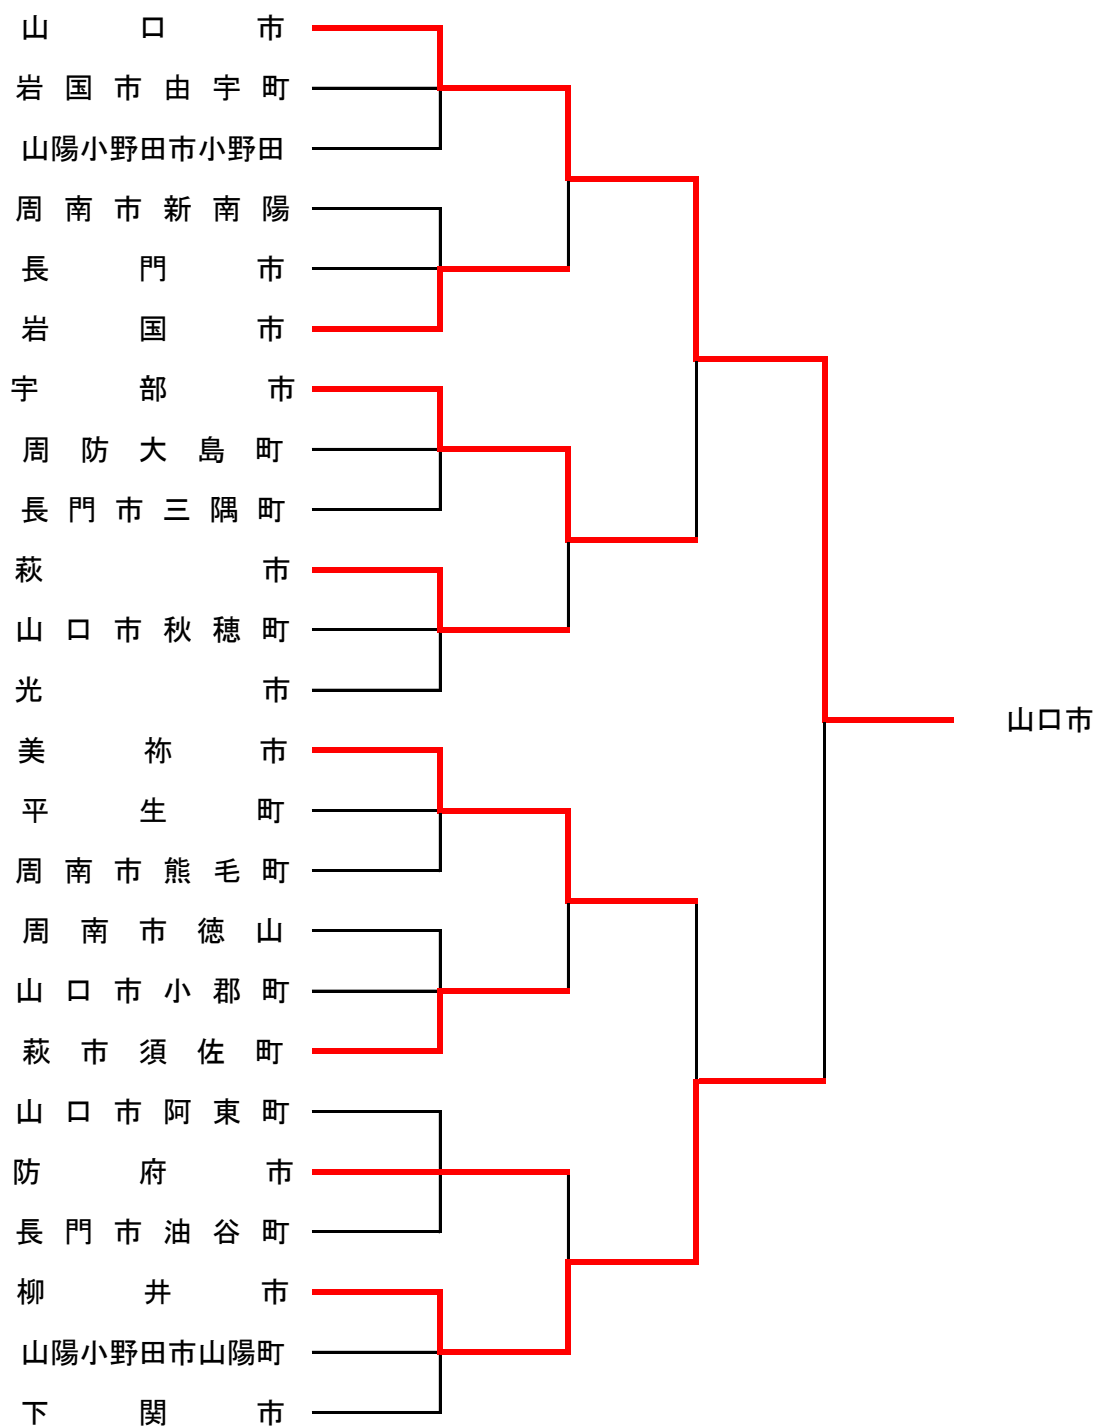 山口市
岩国市由宇町
山陽小野田市小野田
周南市新南陽
長門市
岩国市
宇部市
周防大島町
長門市三隅町
萩市
山口市秋穂町
光市
山口市
美祢市
平生町
周南市熊毛町
周南市徳山
山口市小郡町
萩市須佐町
山口市阿東町
防府市
長門市油谷町
柳井市
山陽小野田市山陽町
下関市